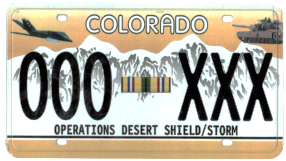 COLORADO
000 XXX
OPERATIONS DESERT SHIELD/STORM